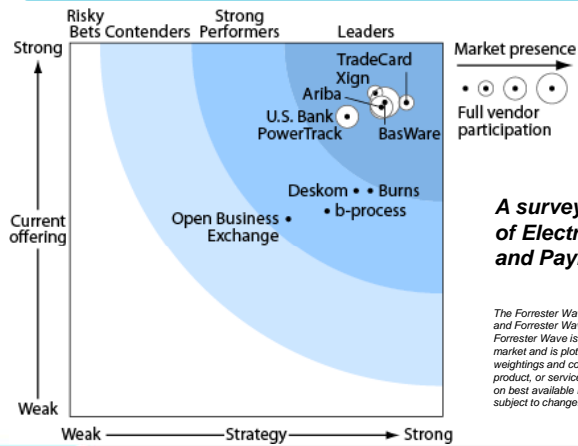 Risky Bets Contenders Strong Performers Leaders
Strong
TradeCard
Xign
Ariba
U.S. Bank PowerTrack
BasWare
Market presence
Full vendor participation
Deskom
Burns
b-process
Open Business Exchange
Current offering
Weak
Weak Strategy Strong
A survey
of Electr
and Pay
The Forrester Wav
and Forrester Wav
Forrester Wave is
market and is plot
weightings and co
product, or servic
on best available
subject to change